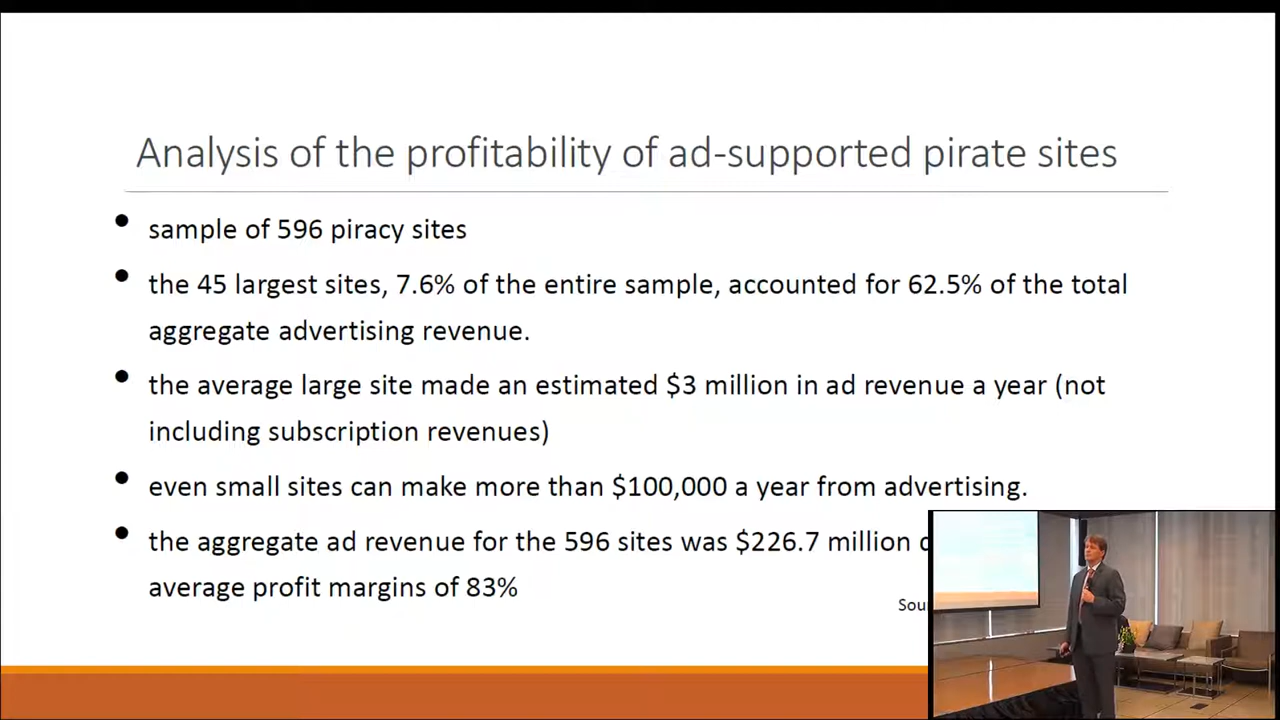 Analysis of the profitability of ad-supported pirate sites
• sample of 596 piracy sites
• the 45 largest sites, 7.6% of the entire sample, accounted for 62.5% of the total
aggregate advertising revenue.
• the average large site made an estimated $3 million in ad revenue a year (not
including subscription revenues)
• even small sites can make more than $100,000 a year from advertising.
• the aggregate ad revenue for the 596 sites was $226.7 million
average profit margins of 83%